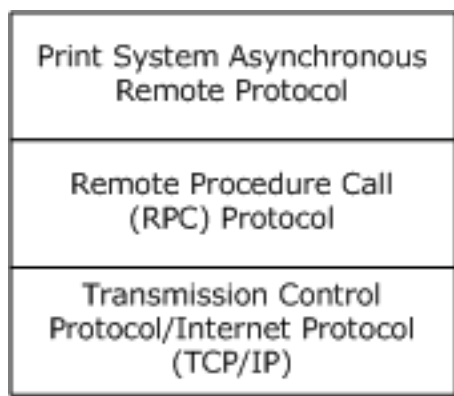 Print System Asynchronous
Remote Protocol
Remote Procedure Call
(RPC) Protocol
Transmission Control
Protocol/Internet Protocol
(TCP/IP)